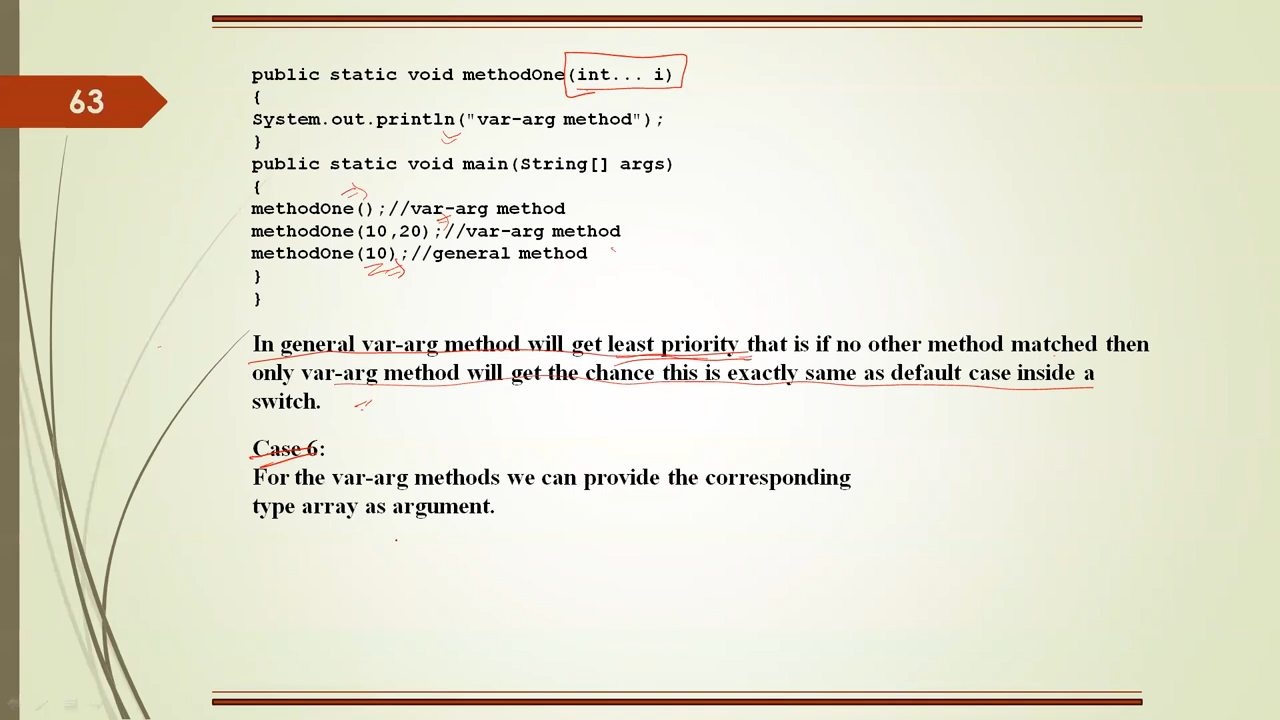 63
public static void methodOne(int... i)
{
System.out.println("var-arg method");
}
public static void main(String[] args)
{
methodOne();//var-arg method
methodOne(10,20);//var-arg method
methodOne(10);//general method
}
}
In general var-arg method will get least priority that is if no other method matched then
only var-arg method will get the chance this is exactly same as default case inside a
switch.
Case 6:
For the var-arg methods we can provide the corresponding
type array as argument.